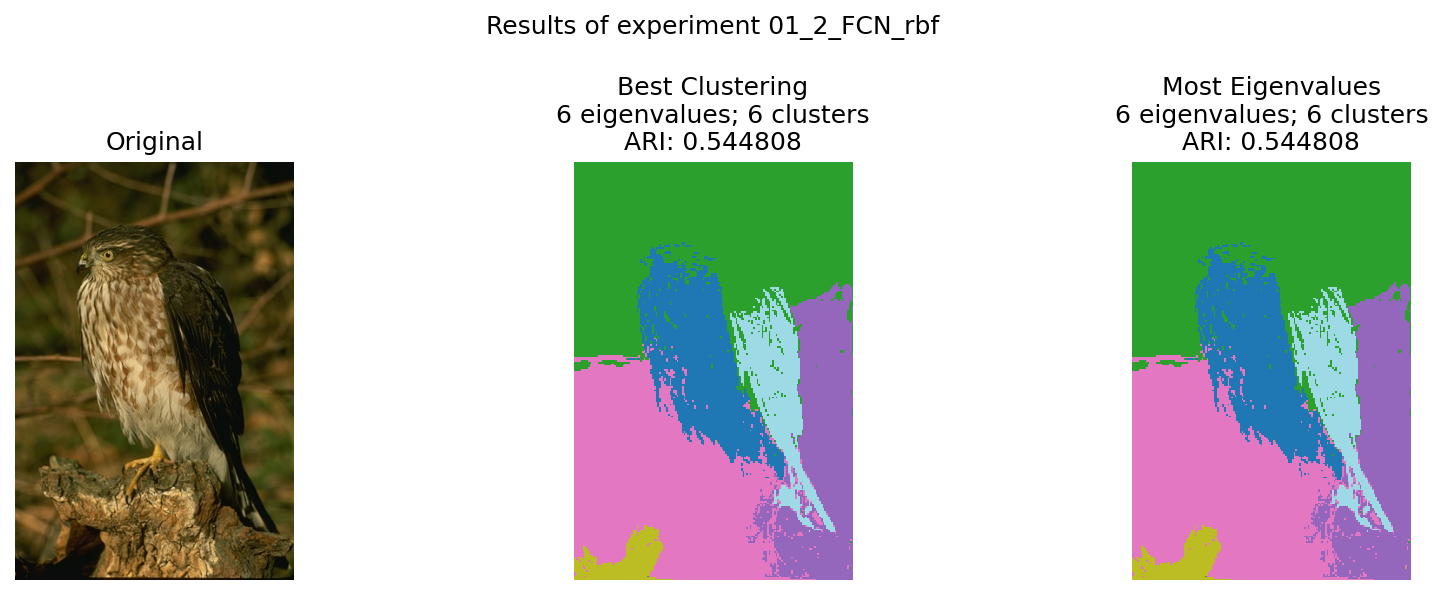 Results of experiment 01_2_FCN_rbf
Original
Best Clustering
6 eigenvalues; 6 clusters
ARI: 0.544808
Most Eigenvalues
6 eigenvalues; 6 clusters
ARI: 0.544808